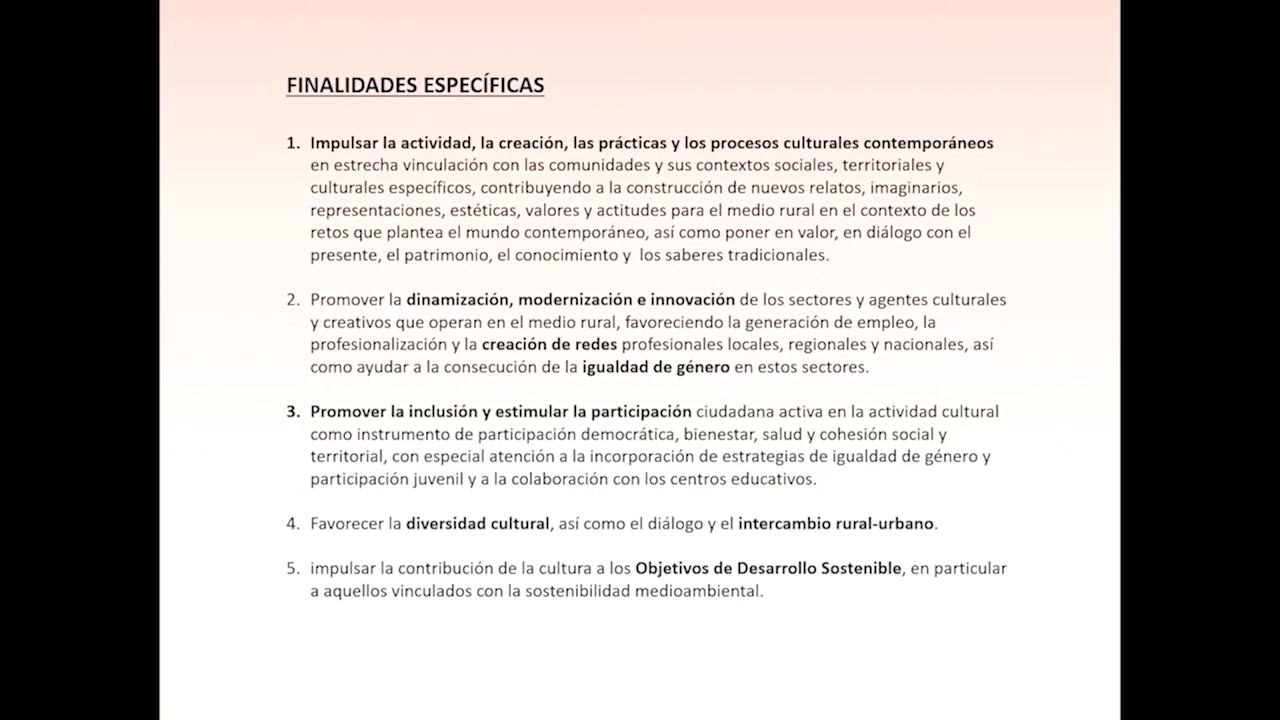 FINALIDADES ESPECÍFICAS
1. Impulsar la actividad, la creación, las prácticas y los procesos culturales contemporáneos
en estrecha vinculación con las comunidades y sus contextos sociales, territoriales y
culturales específicos, contribuyendo a la construcción de nuevos relatos, imaginarios,
representaciones, estéticas, valores y actitudes para el medio rural en el contexto de los
retos que plantea el mundo contemporáneo, así como poner en valor, en diálogo con el
presente, el patrimonio, el conocimiento y los saberes tradicionales.
2. Promover la dinamización, modernización e innovación de los sectores y agentes culturales
y creativos que operan en el medio rural, favoreciendo la generación de empleo, la
profesionalización y la creación de redes profesionales locales, regionales y nacionales, así
como ayudar a la consecución de la igualdad de género en estos sectores.
3. Promover la inclusión y estimular la participación ciudadana activa en la actividad cultural
como instrumento de participación democrática, bienestar, salud y cohesión social y
territorial, con especial atención a la incorporación de estrategias de igualdad de género y
participación juvenil y a la colaboración con los centros educativos.
4. Favorecer la diversidad cultural, así como el diálogo y el intercambio rural-urbano.
5. impulsar la contribución de la cultura a los Objetivos de Desarrollo Sostenible, en particular
a aquellos vinculados con la sostenibilidad medioambiental.